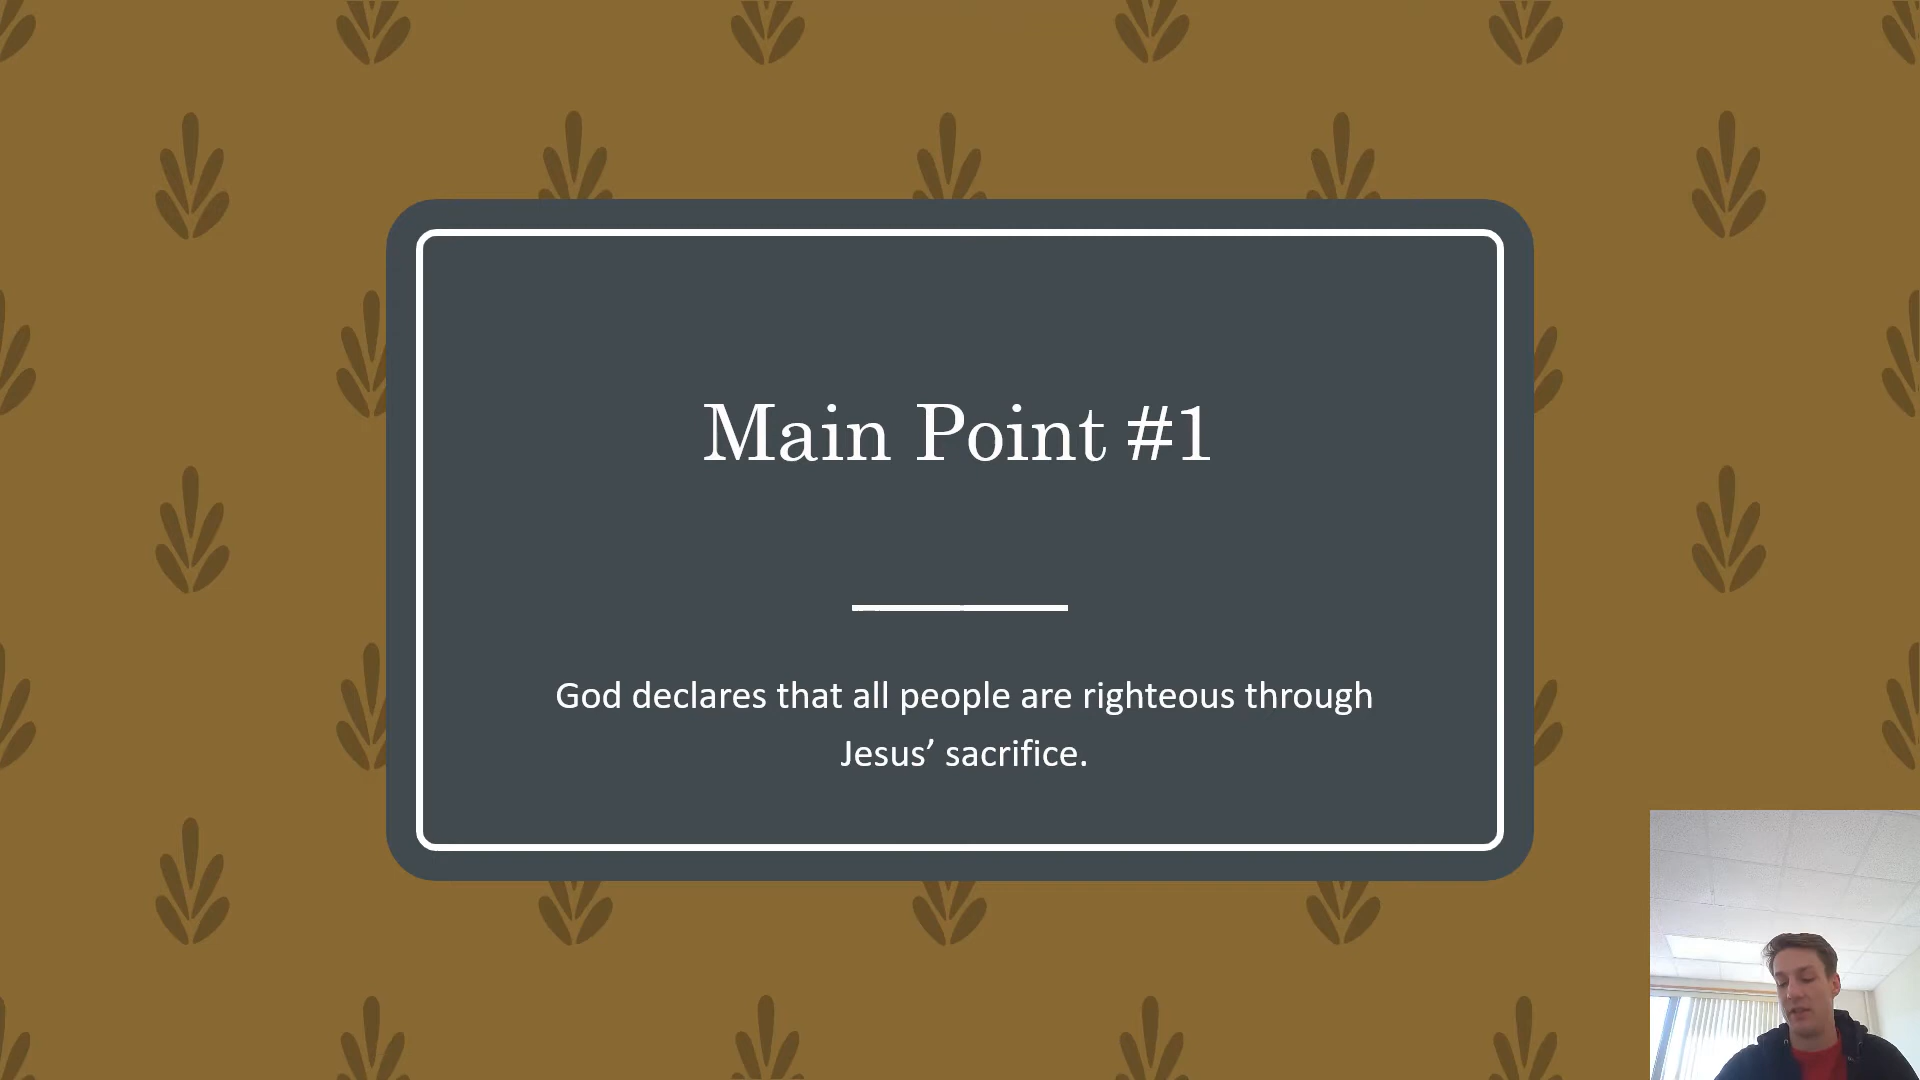 Main Point #1
God declares that all people are righteous through
Jesus’ sacrifice.